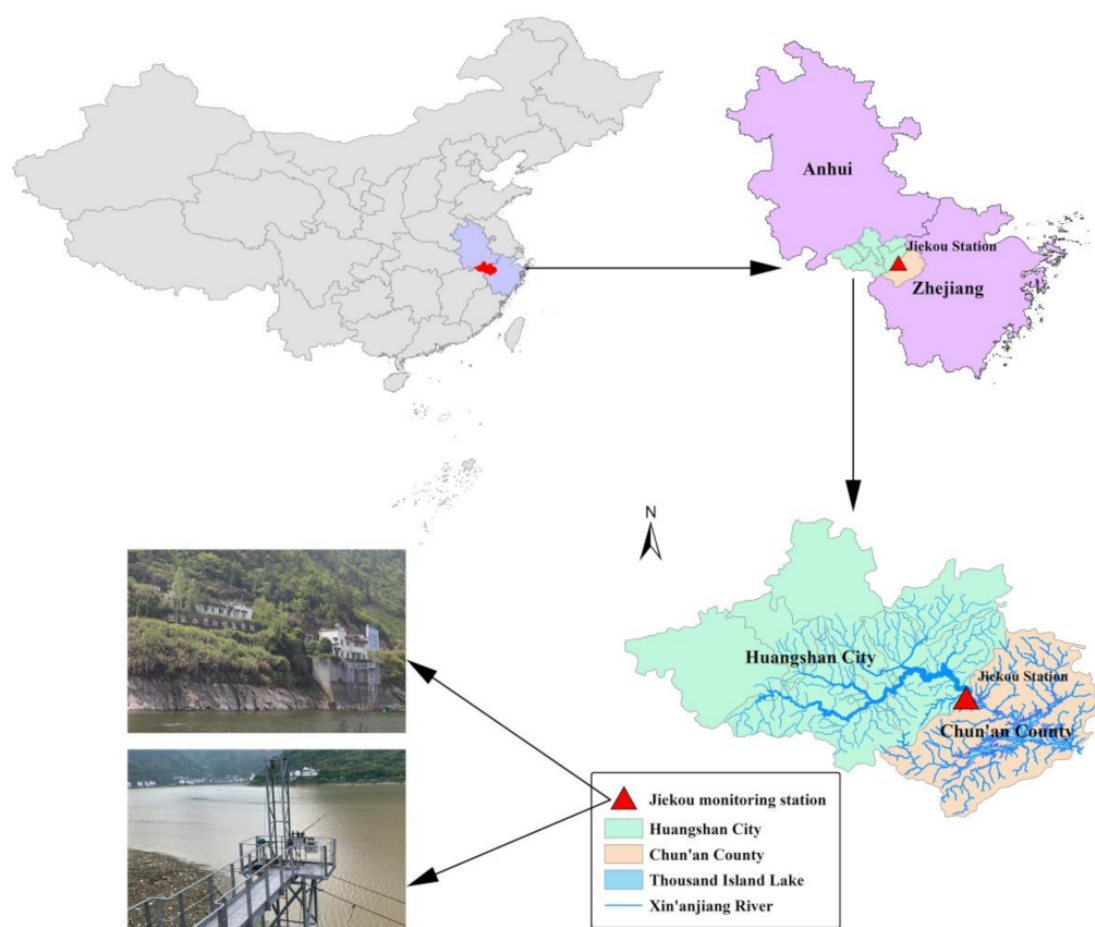 Anhui
Jiekou Station
Zhejiang
N
Huangshan City
Jiekou Station
Chun'an County
Jiekou monitoring station
Huangshan City
Chun'an County
Thousand Island Lake
Xin'anjiang River